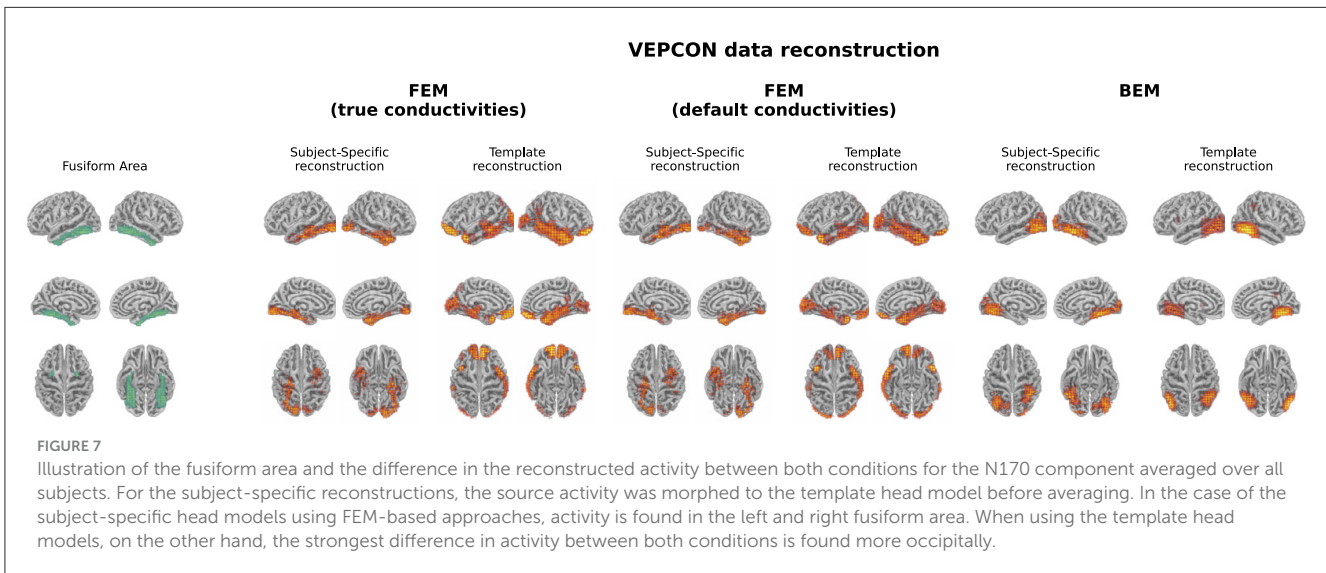 VEPCON data reconstruction
FEM
(true conductivities)
FEM
(default conductivities)
BEM
Fusiform Area
Subject-Specific
reconstruction
Template
reconstruction
Subject-Specific
reconstruction
Template
reconstruction
Subject-Specific
reconstruction
Template
reconstruction
FIGURE 7
Illustration of the fusiform area and the difference in the reconstructed activity between both conditions for the N170 component averaged over all
subjects. For the subject-specific reconstructions, the source activity was morphed to the template head model before averaging. In the case of the
subject-specific head models using FEM-based approaches, activity is found in the left and right fusiform area. When using the template head
models, on the other hand, the strongest difference in activity between both conditions is found more occipitally.